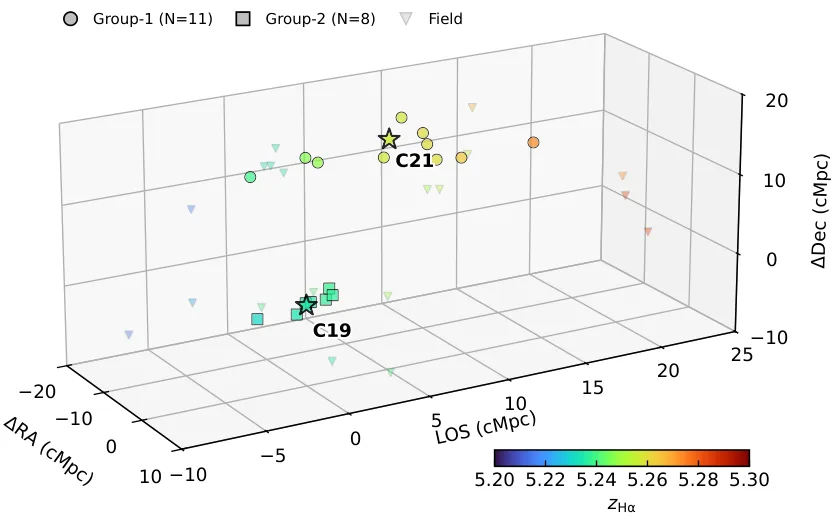 Group-1 (N=11) Group-2 (N=8) Field
C21
C19
20
10
0
−10
ΔDec (cMpc)
−20
−10
0
10
ΔRA (cMpc)
−10
−5
0
5
10
15
20
25
LOS (cMpc)
5.20 5.22 5.24 5.26 5.28 5.30
zHα